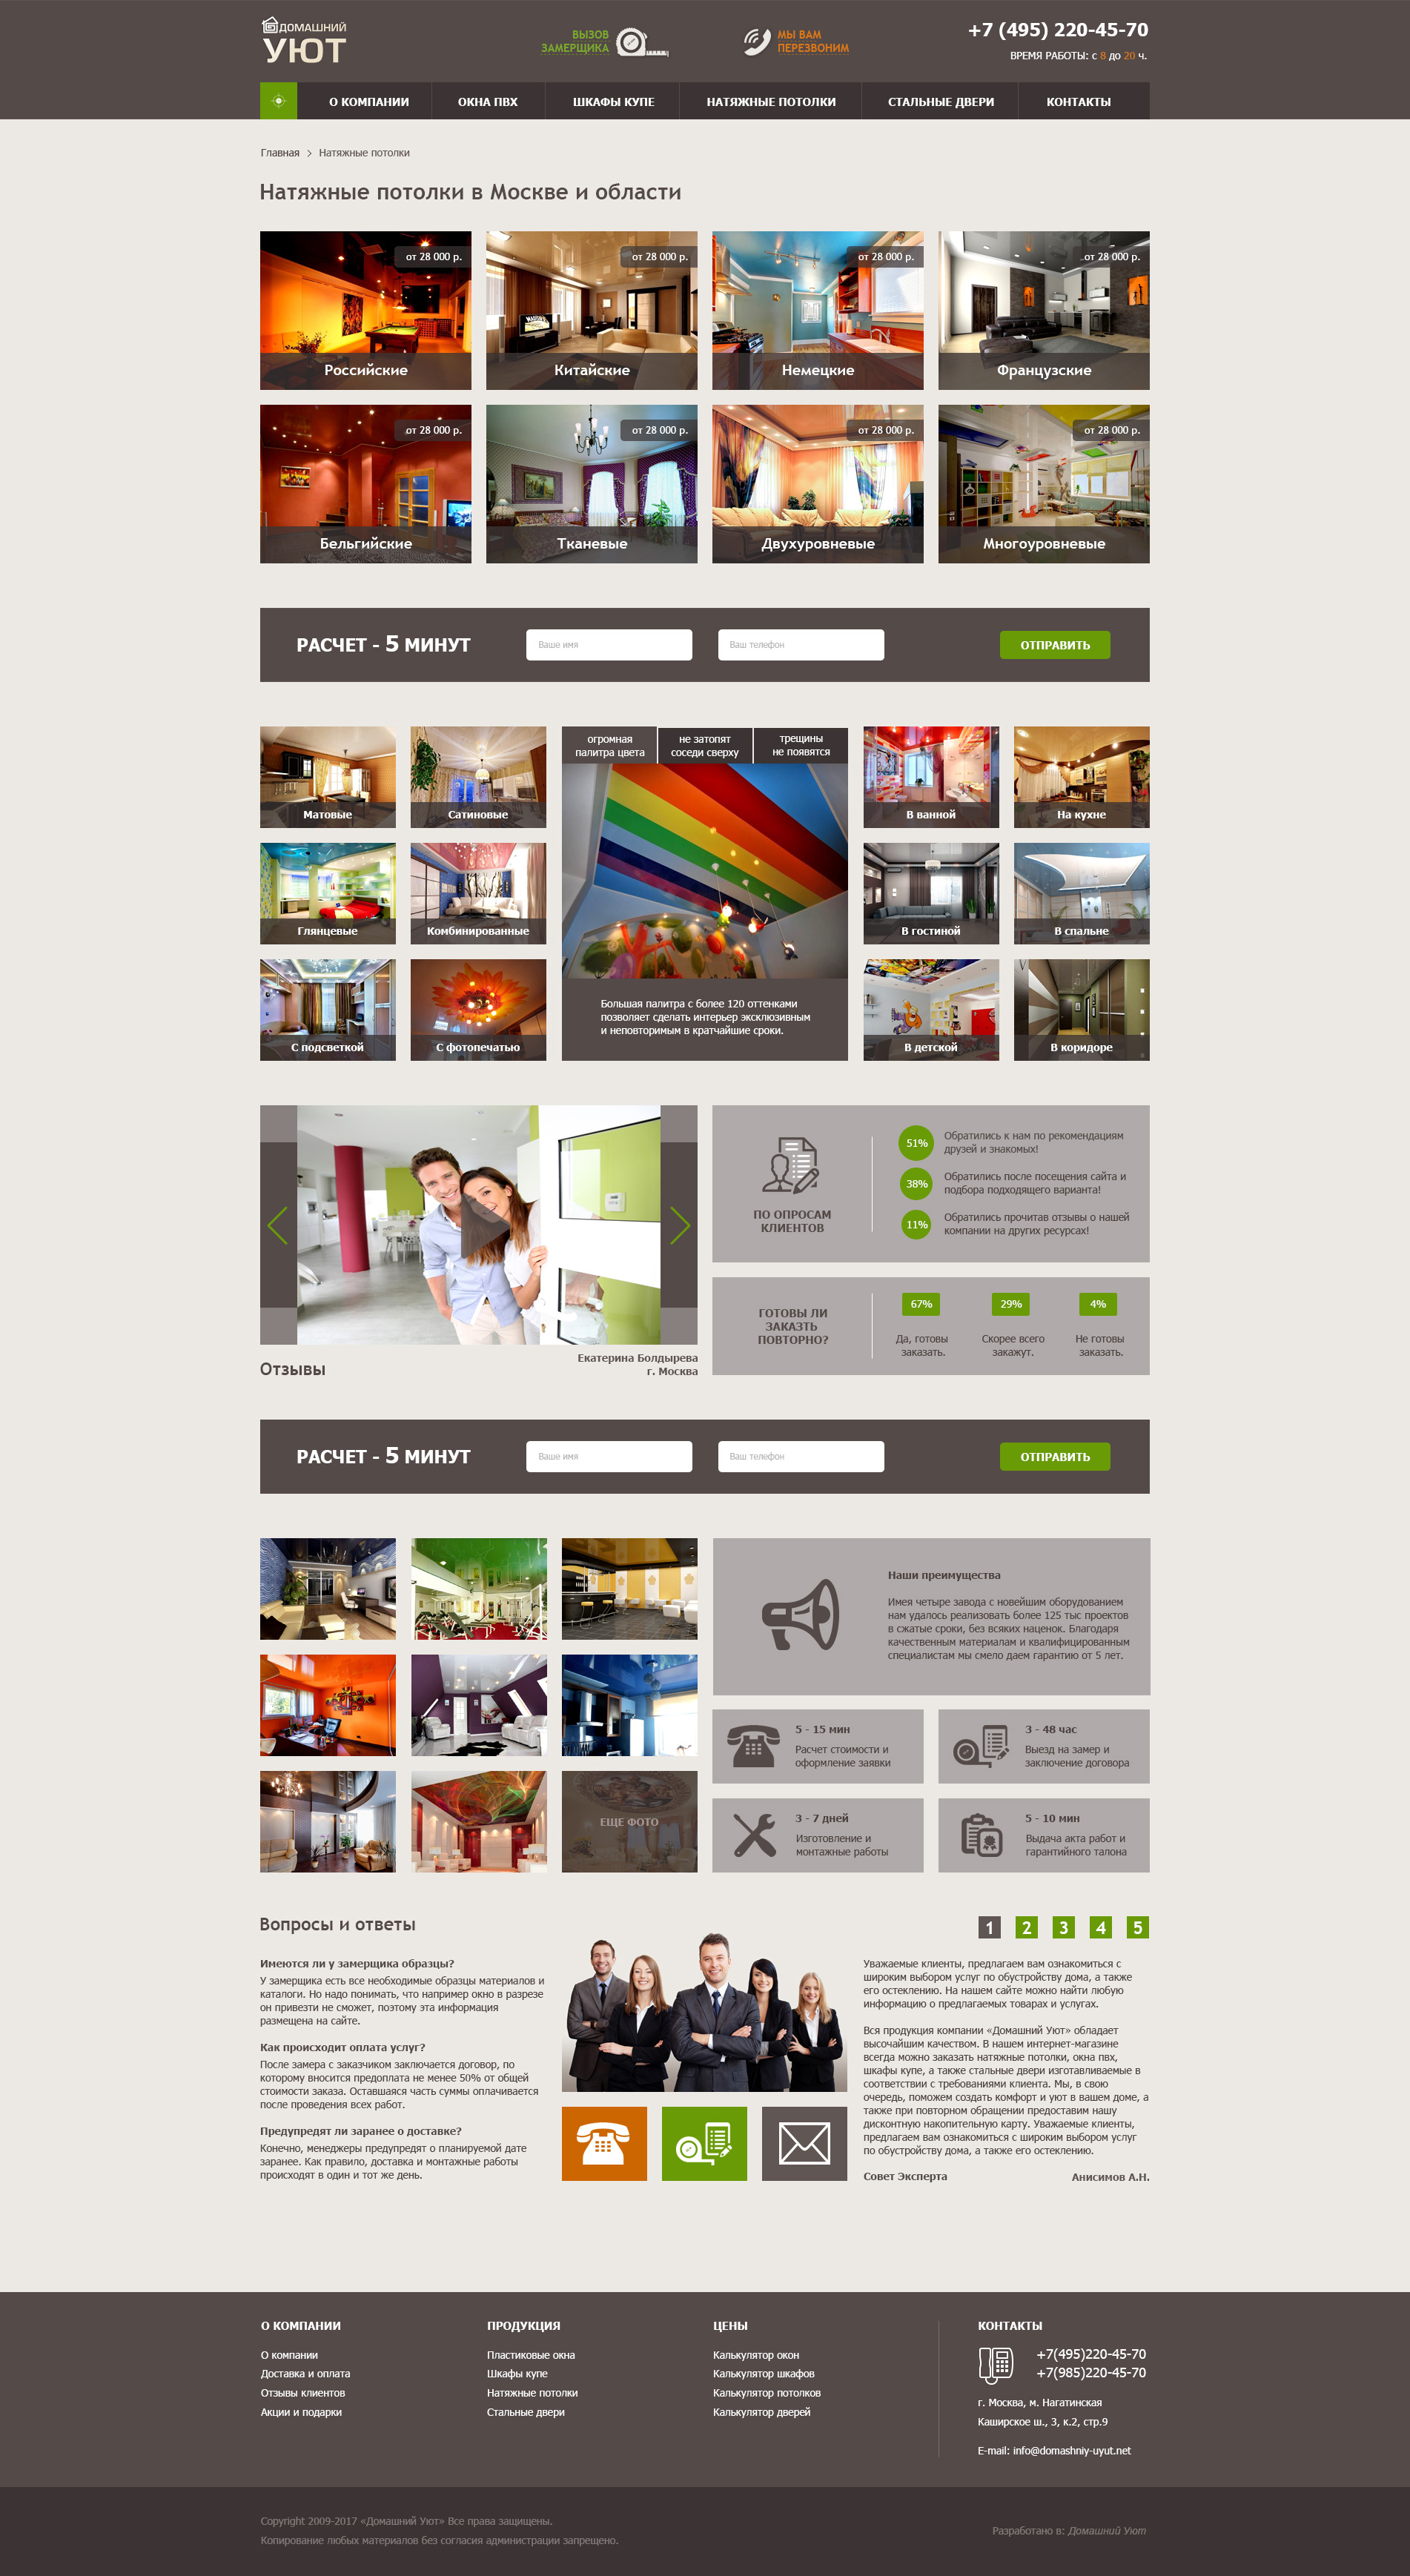 ДОМАШНИЙ
УЮТ
ВЫЗОВ
ЗАМЕРЩИКА
МЫ ВАМ
ПЕРЕЗВОНИМ
+7 (495) 220-45-70
ВРЕМЯ РАБОТЫ: с 8 до 20 ч.
О КОМПАНИИ
ОКНА ПВХ
ШКАФЫ КУПЕ
НАТЯЖНЫЕ ПОТОЛКИ
СТАЛЬНЫЕ ДВЕРИ
КОНТАКТЫ
Главная
Натяжные потолки
Натяжные потолки в Москве и области
от 28 000 р.
Российские
от 28 000 р.
Китайские
от 28 000 р.
Немецкие
от 28 000 р.
Французские
от 28 000 р.
Бельгийские
от 28 000 р.
Тканевые
от 28 000 р.
Двухуровневые
от 28 000 р.
Многоуровневые
РАСЧЕТ - 5 МИНУТ
Ваше имя
Ваш телефон
ОТПРАВИТЬ
Матовые
Сатиновые
Глянцевые
Комбинированные
С подсветкой
С фотопечатью
огромная
палитра цвета
не затопят
соседи сверху
трещины
не появятся
Большая палитра с более 120 оттенками
позволяет сделать интерьер эксклюзивным
и неповторимым в кратчайшие сроки.
В ванной
На кухне
В гостиной
В спальне
В детской
В коридоре
Отзывы
Екатерина Болдырева
г. Москва
ПО ОПРОСАМ
КЛИЕНТОВ
51%
Обратились к нам по рекомендациям
друзей и знакомых!
38%
Обратились после посещения сайта и
подбора подходящего варианта!
11%
Обратились прочитав отзывы о нашей
компании на других ресурсах!
ГОТОВЫ ЛИ
ЗАКАЗТЬ
ПОВТОРНО?
67%
Да, готовы
заказать.
29%
Скорее всего
закажут.
4%
Не готовы
заказать.
РАСЧЕТ - 5 МИНУТ
Ваше имя
Ваш телефон
ОТПРАВИТЬ
ЕЩЕ ФОТО
Наши преимущества
Имея четыре завода с новейшим оборудованием
нам удалось реализовать более 125 тыс проектов
в сжатые сроки, без всяких наценок. Благодаря
качественным материалам и квалифицированным
специалистам мы смело даем гарантию от 5 лет.
5 - 15 мин
Расчет стоимости и
оформление заявки
3 - 48 час
Выезд на замер и
заключение договора
3 - 7 дней
Изготовление и
монтажные работы
5 - 10 мин
Выдача акта работ и
гарантийного талона
Вопросы и ответы
Имеются ли у замерщика образцы?
У замерщика есть все необходимые образцы материалов и
каталоги. Но надо понимать, что например окно в разрезе
он привезти не сможет, поэтому эта информация
размещена на сайте.
Как происходит оплата услуг?
После замера с заказчиком заключается договор, по
которому вносится предоплата не менее 50% от общей
стоимости заказа. Оставшаяся часть суммы оплачивается
после проведения всех работ.
Предупредят ли заранее о доставке?
Конечно, менеджеры предупредят о планируемой дате
заранее. Как правило, доставка и монтажные работы
происходят в один и тот же день.
1 2 3 4 5
Уважаемые клиенты, предлагаем вам ознакомиться с
широким выбором услуг по обустройству дома, а также
его остеклению. На нашем сайте можно найти любую
информацию о предлагаемых товарах и услугах.
Вся продукция компании «Домашний Уют» обладает
высочайшим качеством. В нашем интернет-магазине
всегда можно заказать натяжные потолки, окна пвх,
шкафы купе, а также стальные двери изготавливаемые в
соответствии с требованиями клиента. Мы, в свою
очередь, поможем создать комфорт и уют в вашем доме, а
также при повторном обращении предоставим нашу
дисконтную накопительную карту. Уважаемые клиенты,
предлагаем вам ознакомиться с широким выбором услуг
по обустройству дома, а также его остеклению.
Совет Эксперта
Анисимов А.Н.
О КОМПАНИИ
О компании
Доставка и оплата
Отзывы клиентов
Акции и подарки
ПРОДУКЦИЯ
Пластиковые окна
Шкафы купе
Натяжные потолки
Стальные двери
ЦЕНЫ
Калькулятор окон
Калькулятор шкафов
Калькулятор потолков
Калькулятор дверей
КОНТАКТЫ
+7(495)220-45-70
+7(985)220-45-70
г. Москва, м. Нагатинская
Каширское ш., 3, к.2, стр.9
E-mail: info@domashniy-uyut.net
Copyright 2009-2017 «Домашний Уют» Все права защищены.
Копирование любых материалов без согласия администрации запрещено.
Разработано в: Домашний Уют